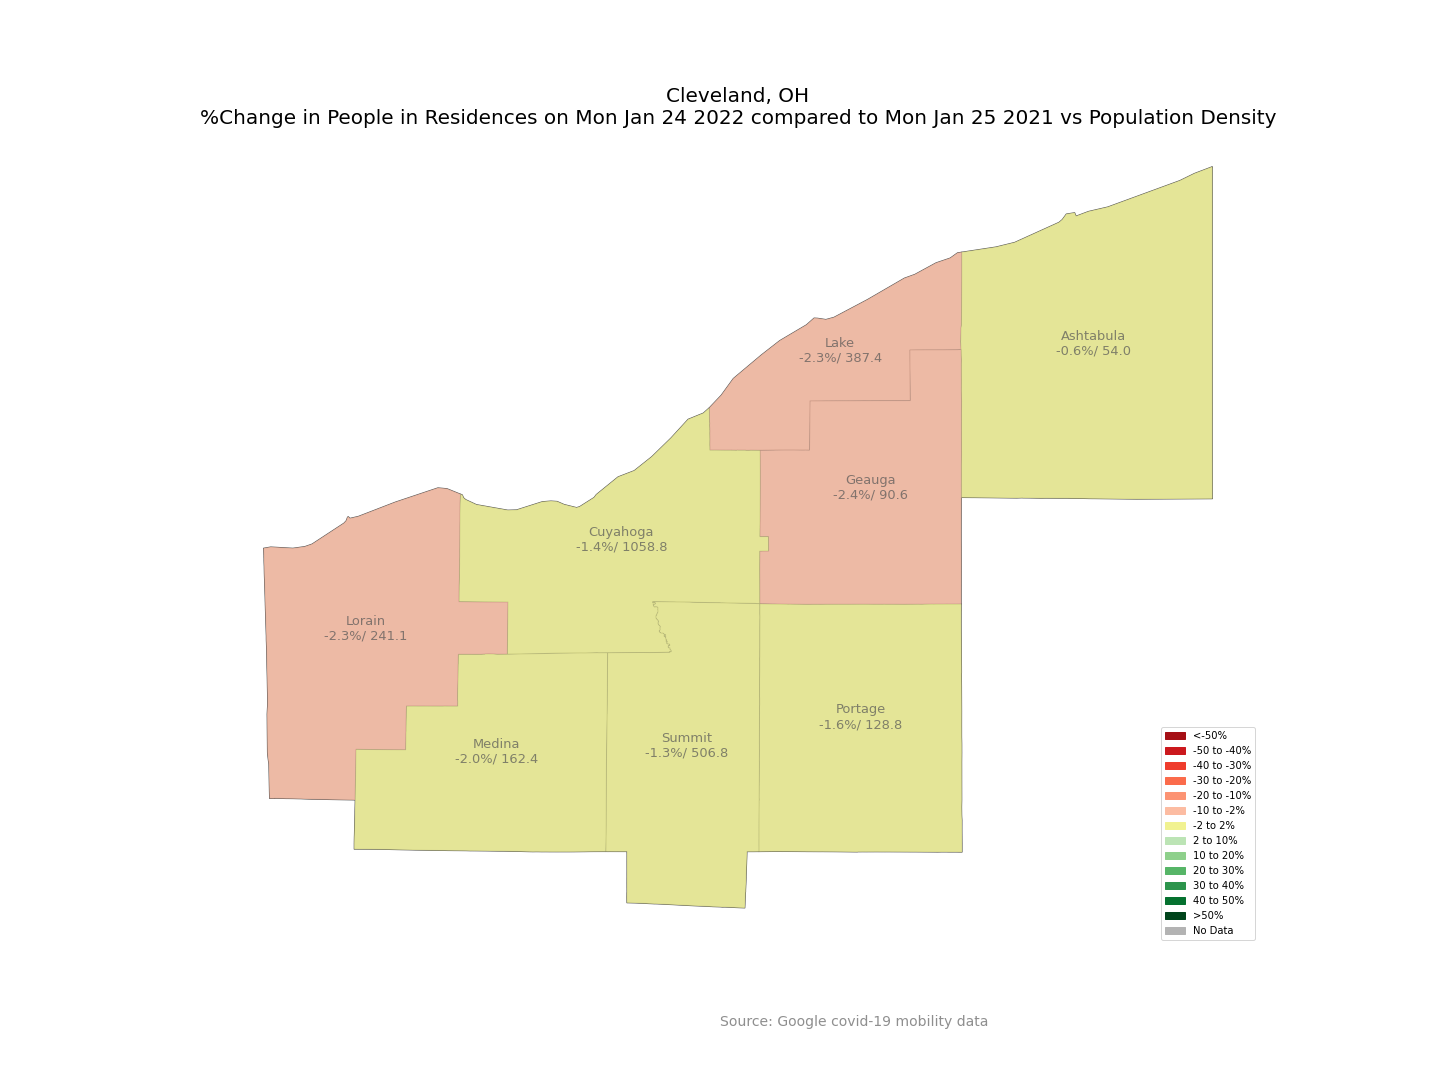 Cleveland, OH
%Change in People in Residences on Mon Jan 24 2022 compared to Mon Jan 25 2021 vs Population Density
Ashtabula
-0.6%/ 54.0
Lake
-2.3%/ 387.4
Geauga
-2.4%/ 90.6
Cuyahoga
-1.4%/ 1058.8
Lorain
-2.3%/ 241.1
Portage
-1.6%/ 128.8
Summit
-1.3%/ 506.8
Medina
-2.0%/ 162.4
<-50%
-50 to -40%
-40 to -30%
-30 to -20%
-20 to -10%
-10 to -2%
-2 to 2%
2 to 10%
10 to 20%
20 to 30%
30 to 40%
40 to 50%
>50%
No Data
Source: Google covid-19 mobility data